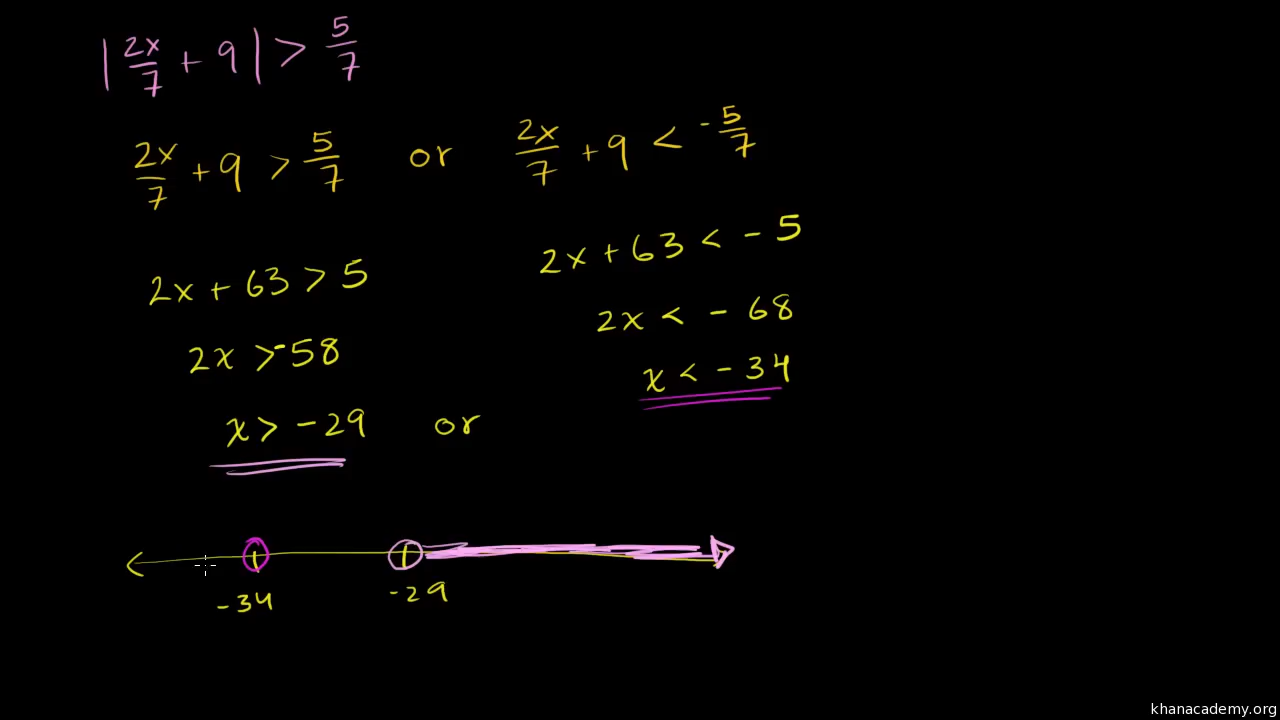 |2x/7 + 9| > 5/7
2x/7 + 9 > 5/7 or 2x/7 + 9 < -5/7
2x + 63 > 5
2x + 63 < -5
2x > -58
2x < -68
x > -29 or x < -34
-34 -29
khanacademy.org